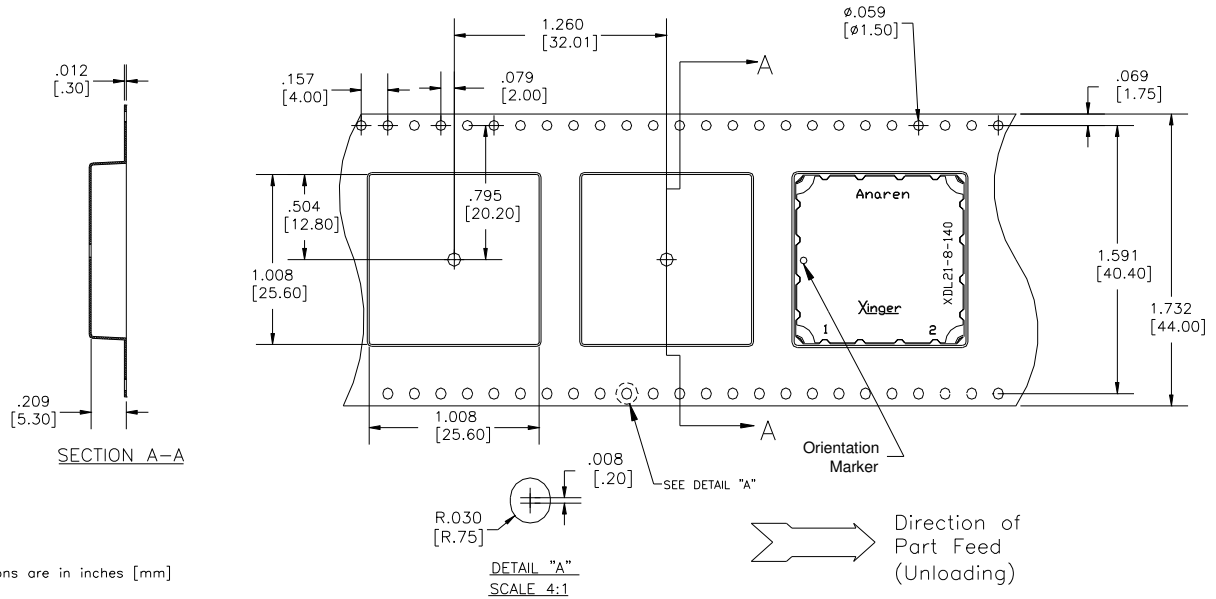 1.260
[32.01]
ø.059
[ø1.50]
.012
[.30]
.157
[4.00]
.079
[2.00]
A
.069
[1.75]
.504
[12.80]
.795
[20.20]
Anaren
XDL21-8-140
1.008
[25.60]
1.591
[40.40]
Xinger
1
2
1.732
[44.00]
.209
[5.30]
1.008
[25.60]
A
SECTION A-A
Orientation
Marker
.008
[.20]
SEE DETAIL "A"
R.030
[R.75]
Direction of
Part Feed
(Unloading)
DETAIL "A"
SCALE 4:1
ons are in inches [mm]